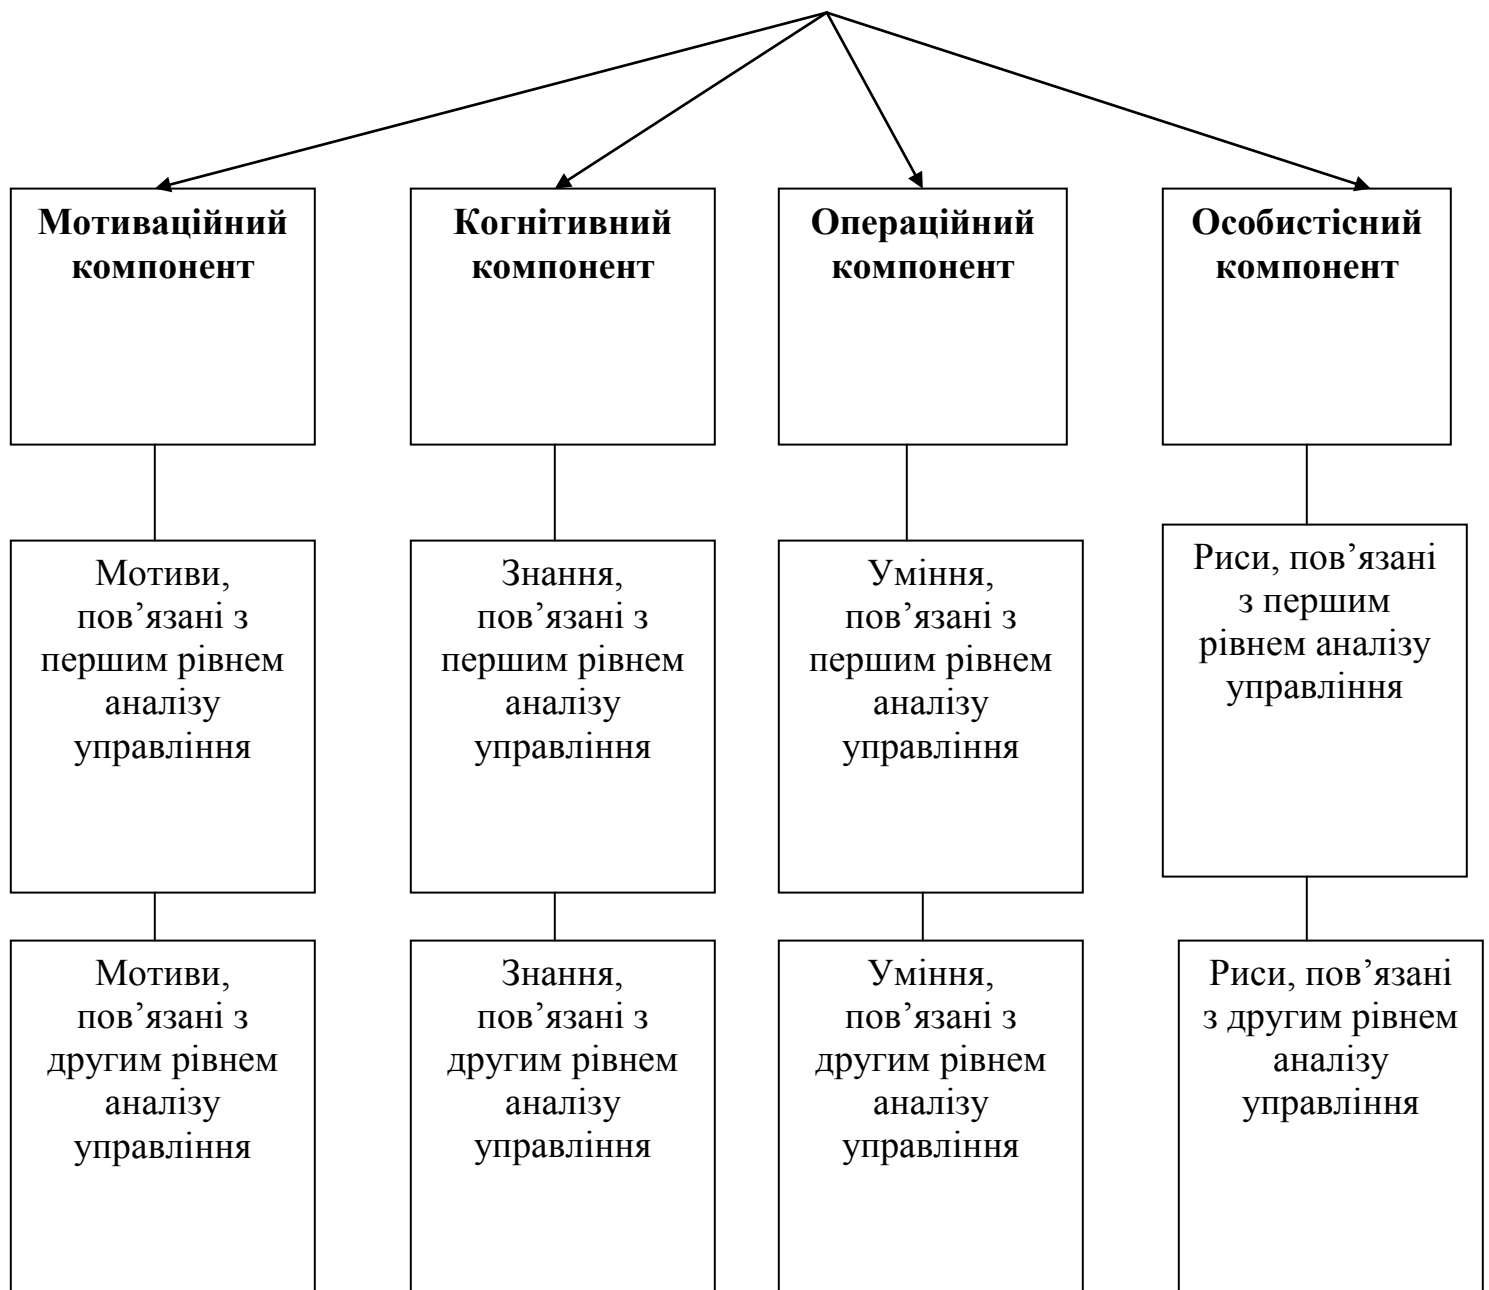 Мотиваційний
компонент
Когнітивний
компонент
Операційний
компонент
Особистісний
компонент
Мотиви,
пов’язані з
першим рівнем
аналізу
управління
Знання,
пов’язані з
першим рівнем
аналізу
управління
Уміння,
пов’язані з
першим рівнем
аналізу
управління
Риси, пов’язані
з першим
рівнем аналізу
управління
Мотиви,
пов’язані з
другим рівнем
аналізу
управління
Знання,
пов’язані з
другим рівнем
аналізу
управління
Уміння,
пов’язані з
другим рівнем
аналізу
управління
Риси, пов’язані
з другим рівнем
аналізу
управління